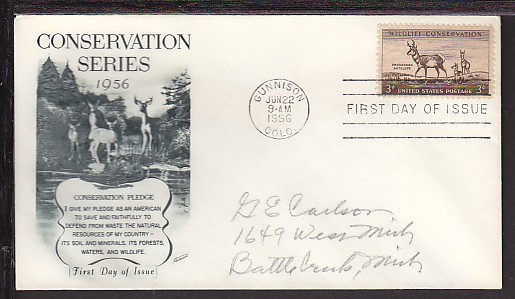 CONSERVATION
SERIES
1956
CONSERVATION PLEDGE
I GIVE MY PLEDGE AS AN AMERICAN
TO SAVE AND FAITHFULLY TO
DEFEND FROM WASTE THE NATURAL
RESOURCES OF MY COUNTRY –
ITS SOIL AND MINERALS, ITS FORESTS,
WATERS, AND WILDLIFE.
First Day of Issue
GUNNISON
JUN 22
9-AM
1956
COLO.
WILDLIFE CONSERVATION
PRONGHORN
ANTELOPE
3¢ UNITED STATES POSTAGE 3¢
FIRST DAY OF ISSUE
G E Carlson
1649 West Mich
Battle Creek, Mich